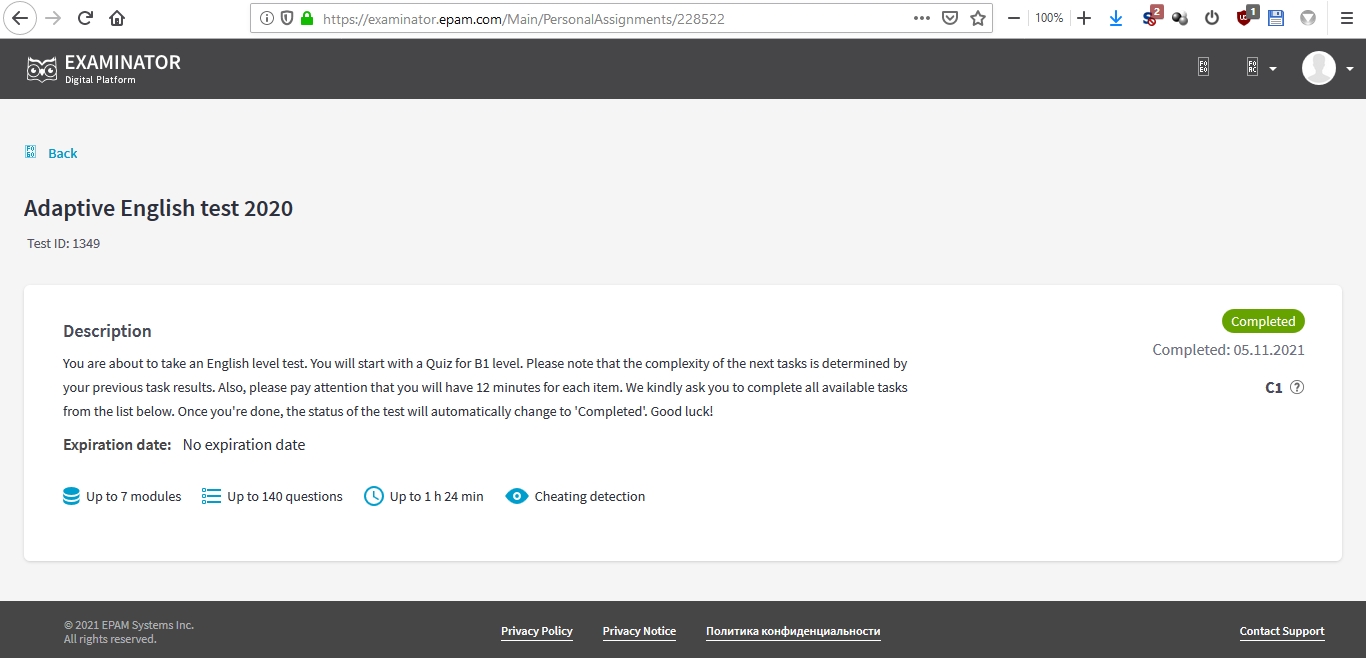 https://examinator.epam.com/Main/PersonalAssignments/228522
100%
2
1
EXAMINATOR
Digital Platform
Back
Adaptive English test 2020
Test ID: 1349
Description
Completed
You are about to take an English level test. You will start with a Quiz for B1 level. Please note that the complexity of the next tasks is determined by
Completed: 05.11.2021
your previous task results. Also, please pay attention that you will have 12 minutes for each item. We kindly ask you to complete all available tasks
C1
from the list below. Once you're done, the status of the test will automatically change to 'Completed'. Good luck!
Expiration date: No expiration date
Up to 7 modules Up to 140 questions Up to 1 h 24 min Cheating detection
© 2021 EPAM Systems Inc.
All rights reserved.
Privacy Policy Privacy Notice Политика конфиденциальности Contact Support